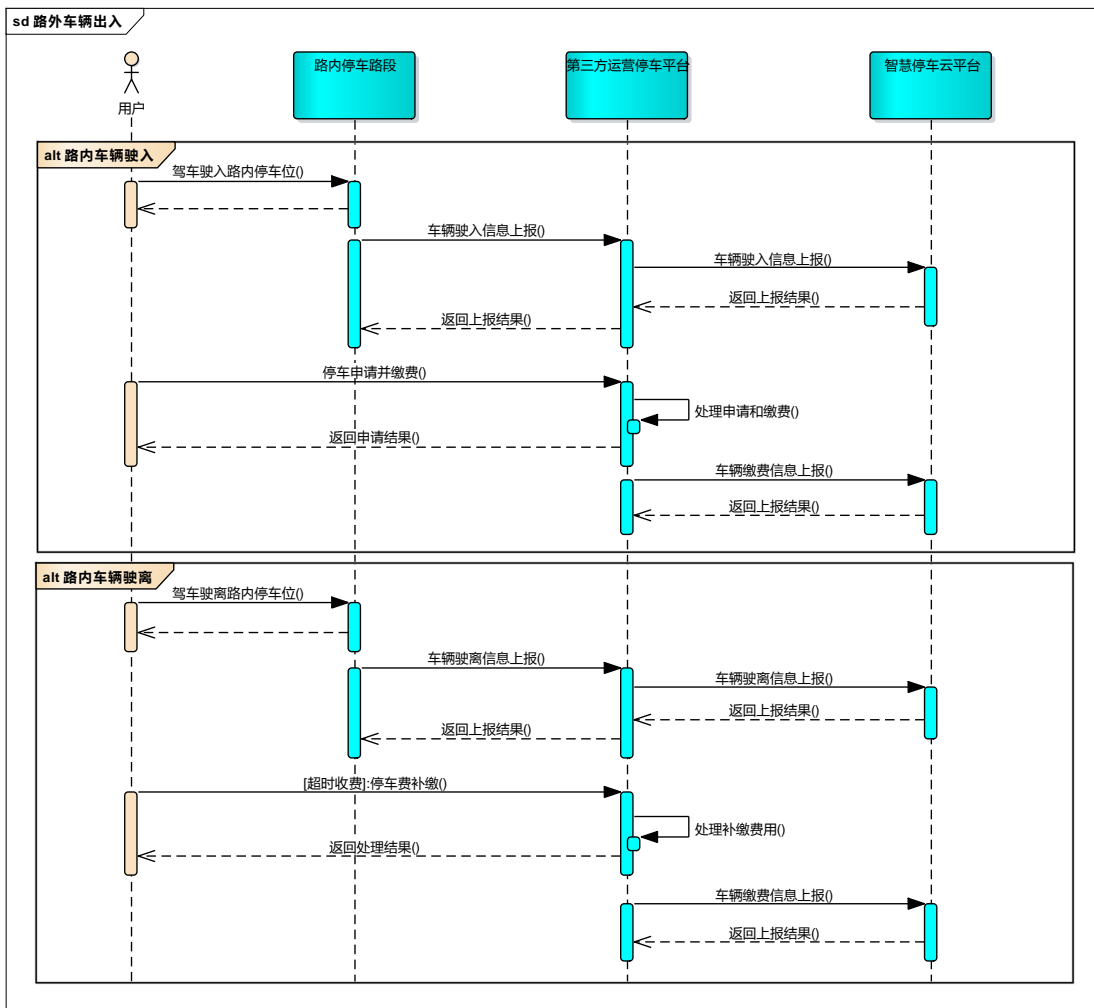 sd 路外车辆出入
用户
路内停车路段
第三方运营停车平台
智慧停车云平台
alt 路内车辆驶入
驾车驶入路内停车位()
车辆驶入信息上报()
车辆驶入信息上报()
返回上报结果()
返回上报结果()
停车申请并缴费()
处理申请和缴费()
返回申请结果()
车辆缴费信息上报()
返回上报结果()
alt 路内车辆驶离
驾车驶离路内停车位()
车辆驶离信息上报()
车辆驶离信息上报()
返回上报结果()
返回上报结果()
[超时收费]:停车费补缴()
处理补缴费用()
返回处理结果()
车辆缴费信息上报()
返回上报结果()